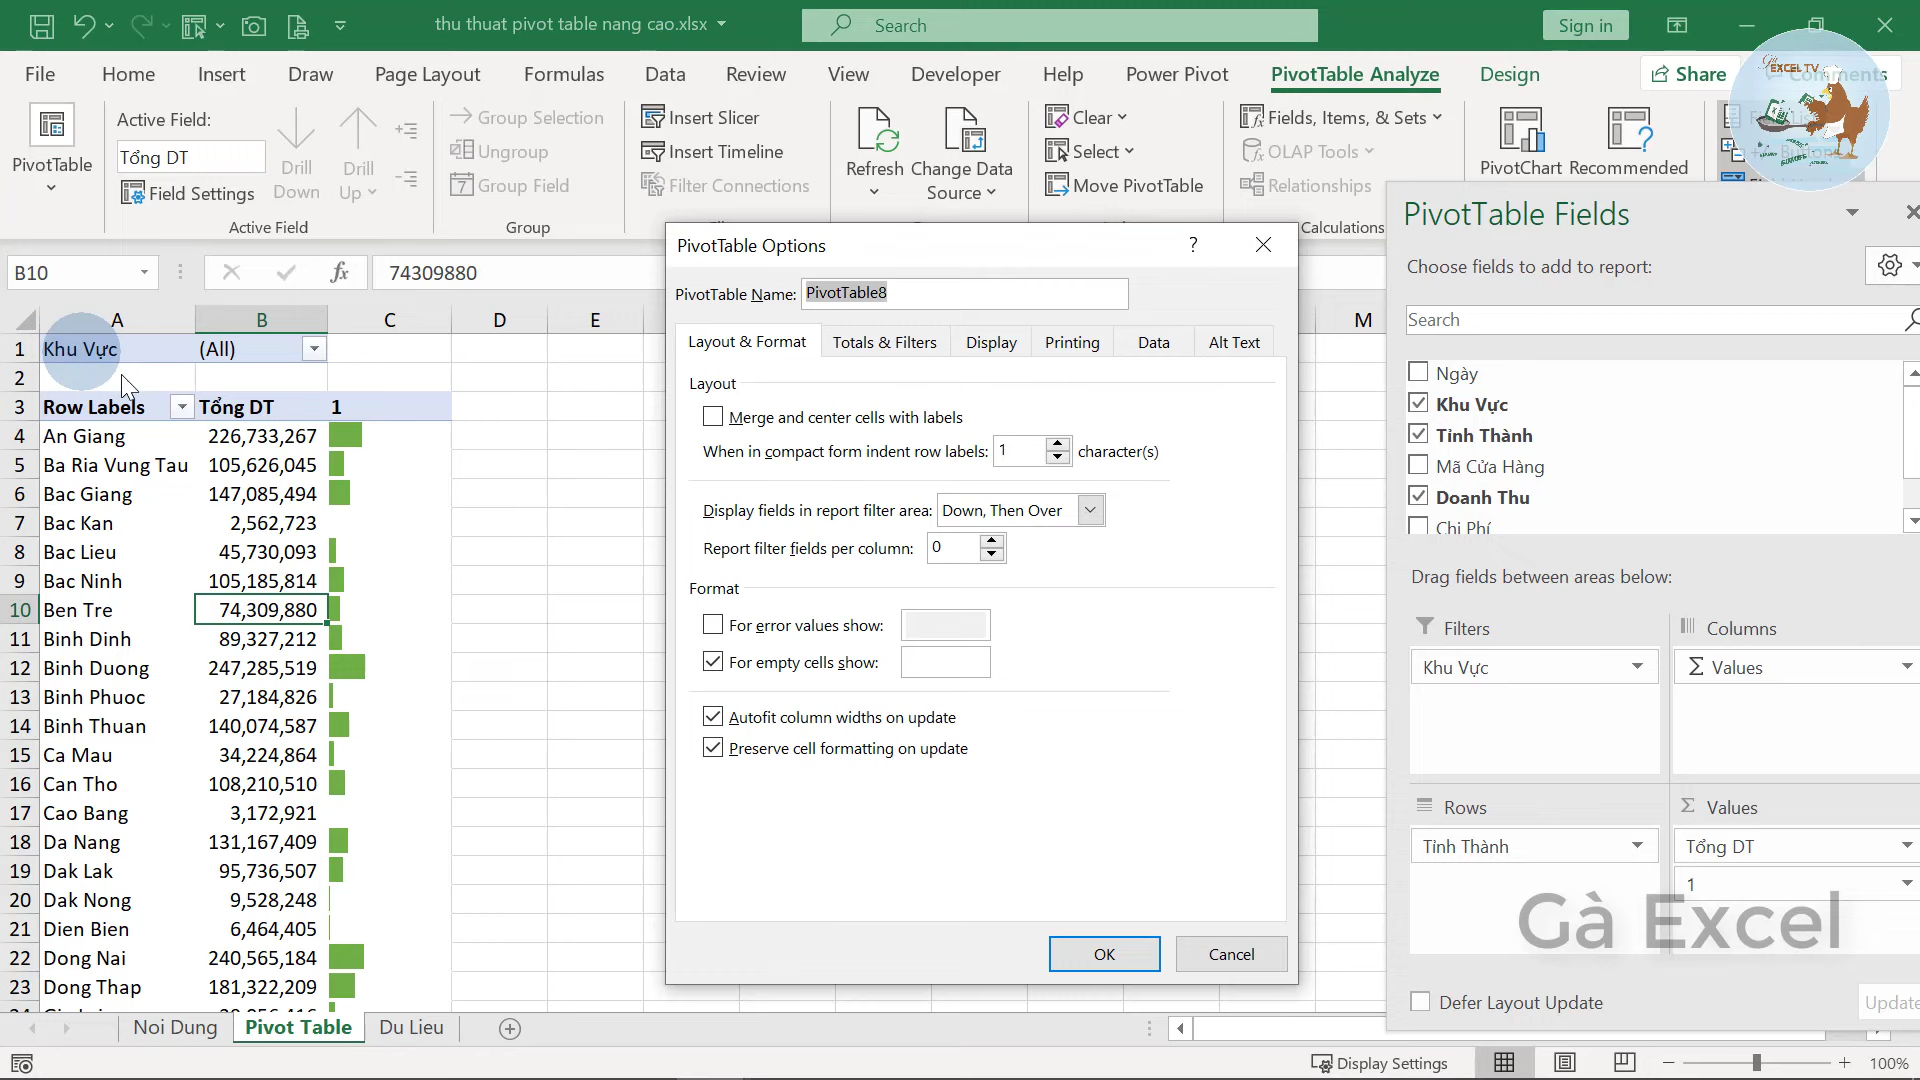 thu thuat pivot table nang cao.xlsx
Search
Sign in
File Home Insert Draw Page Layout Formulas Data Review View Developer Help Power Pivot PivotTable Analyze Design
Share
Comments
EXCEL TV
PivotTable
Active Field:
Tổng DT
Field Settings
Drill Down
Drill Up
Active Field
Group Selection
Ungroup
Group Field
Group
Insert Slicer
Insert Timeline
Filter Connections
Refresh
Change Data Source
Clear
Select
Move PivotTable
Fields, Items, & Sets
OLAP Tools
Relationships
Calculations
PivotChart
Recommended
B10
fx
74309880
A B C D E M
1 Khu Vực (All)
2
3 Row Labels Tổng DT 1
4 An Giang 226,733,267
5 Ba Ria Vung Tau 105,626,045
6 Bac Giang 147,085,494
7 Bac Kan 2,562,723
8 Bac Lieu 45,730,093
9 Bac Ninh 105,185,814
10 Ben Tre 74,309,880
11 Binh Dinh 89,327,212
12 Binh Duong 247,285,519
13 Binh Phuoc 27,184,826
14 Binh Thuan 140,074,587
15 Ca Mau 34,224,864
16 Can Tho 108,210,510
17 Cao Bang 3,172,921
18 Da Nang 131,167,409
19 Dak Lak 95,736,507
20 Dak Nong 9,528,248
21 Dien Bien 6,464,405
22 Dong Nai 240,565,184
23 Dong Thap 181,322,209
PivotTable Options
?
PivotTable Name: PivotTable8
Layout & Format Totals & Filters Display Printing Data Alt Text
Layout
Merge and center cells with labels
When in compact form indent row labels: 1 character(s)
Display fields in report filter area: Down, Then Over
Report filter fields per column: 0
Format
For error values show:
For empty cells show:
Autofit column widths on update
Preserve cell formatting on update
OK Cancel
PivotTable Fields
Choose fields to add to report:
Search
Ngày
Khu Vực
Tỉnh Thành
Mã Cửa Hàng
Doanh Thu
Chi Phí
Drag fields between areas below:
Filters
Khu Vực
Columns
Σ Values
Rows
Tỉnh Thành
Σ Values
Tổng DT
1
Gà Excel
Defer Layout Update
Update
Noi Dung Pivot Table Du Lieu
Display Settings
100%